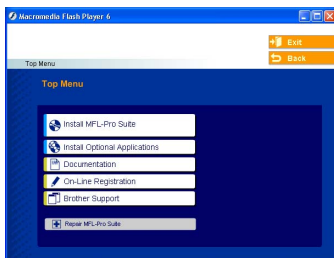 Macromedia Flash Player 6
Exit
Back
Top Menu
Top Menu
Install MFL-Pro Suite
Install Optional Applications
Documentation
On-Line Registration
Brother Support
Repair MFL-Pro Suite